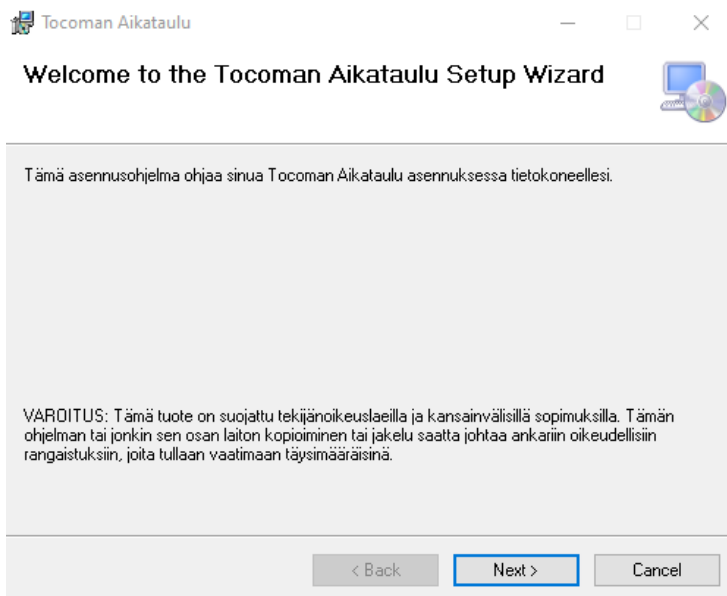 Tocoman Aikataulu
Welcome to the Tocoman Aikataulu Setup Wizard
Tämä asennusohjelma ohjaa sinua Tocoman Aikataulu asennuksessa tietokoneellesi.
VAROITUS: Tämä tuote on suojattu tekijänoikeuslaeilla ja kansainvälisillä sopimuksilla. Tämän
ohjelman tai jonkin sen osan laiton kopioiminen tai jakelu saatta johtaa ankariin oikeudellisiin
rangaistuksiin, joita tullaan vaatimaan täysimääräisinä.
< Back Next > Cancel